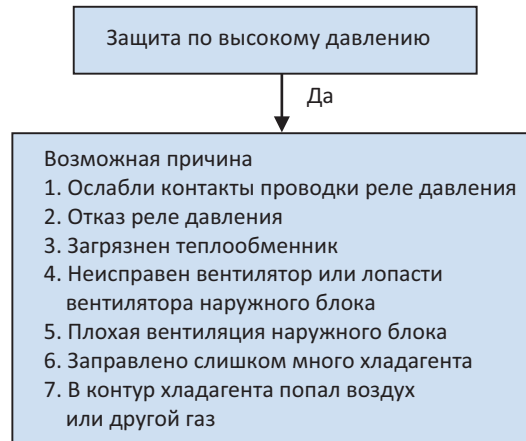 Защита по высокому давлению
Да
Возможная причина
1. Ослабли контакты проводки реле давления
2. Отказ реле давления
3. Загрязнен теплообменник
4. Неисправен вентилятор или лопасти
вентилятора наружного блока
5. Плохая вентиляция наружного блока
6. Заправлено слишком много хладагента
7. В контур хладагента попал воздух
или другой газ